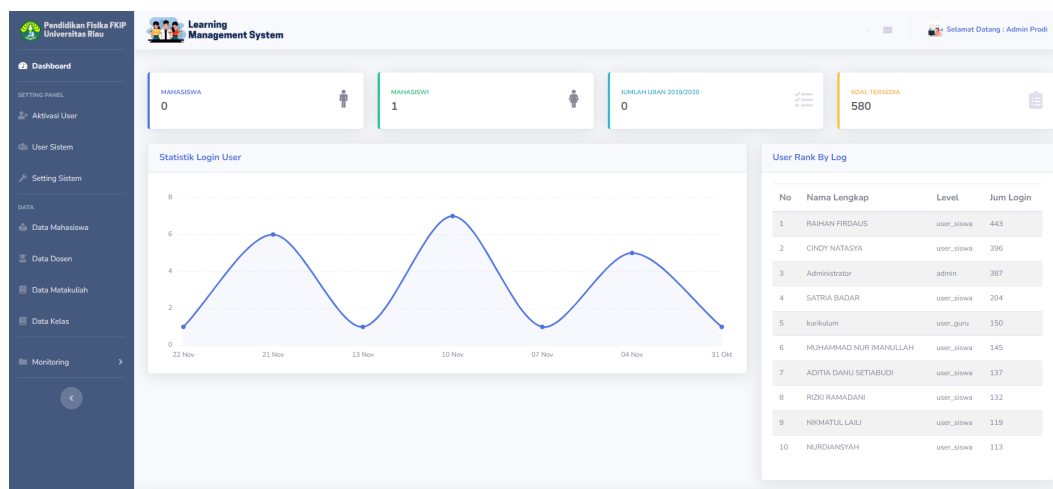 Pendidikan Fisika FKIP
Universitas Riau
Learning
Management System
Selamat Datang : Admin Prodi
Dashboard
SETTING PANEL
Aktivasi User
User Sistem
Setting Sistem
DATA
Data Mahasiswa
Data Dosen
Data Matakuliah
Data Kelas
Monitoring
MAHASISWA
0
MAHASISWI
1
JUMLAH UJIAN 2019/2020
0
SOAL TERSEDIA
580
Statistik Login User
8
6
4
2
0
22 Nov 21 Nov 13 Nov 10 Nov 07 Nov 04 Nov 31 Okt
User Rank By Log
No Nama Lengkap Level Jum Login
1 RAIHAN FIRDAUS user_siswa 443
2 CINDY NATASYA user_siswa 396
3 Administrator admin 387
4 SATRIA BADAR user_siswa 204
5 kurikulum user_guru 150
6 MUHAMMAD NUR IMANULLAH user_siswa 145
7 ADITIA DANU SETIABUDI user_siswa 137
8 RIZKI RAMADANI user_siswa 132
9 NIKMATUL LAILI user_siswa 119
10 NURDIANSYAH user_siswa 113